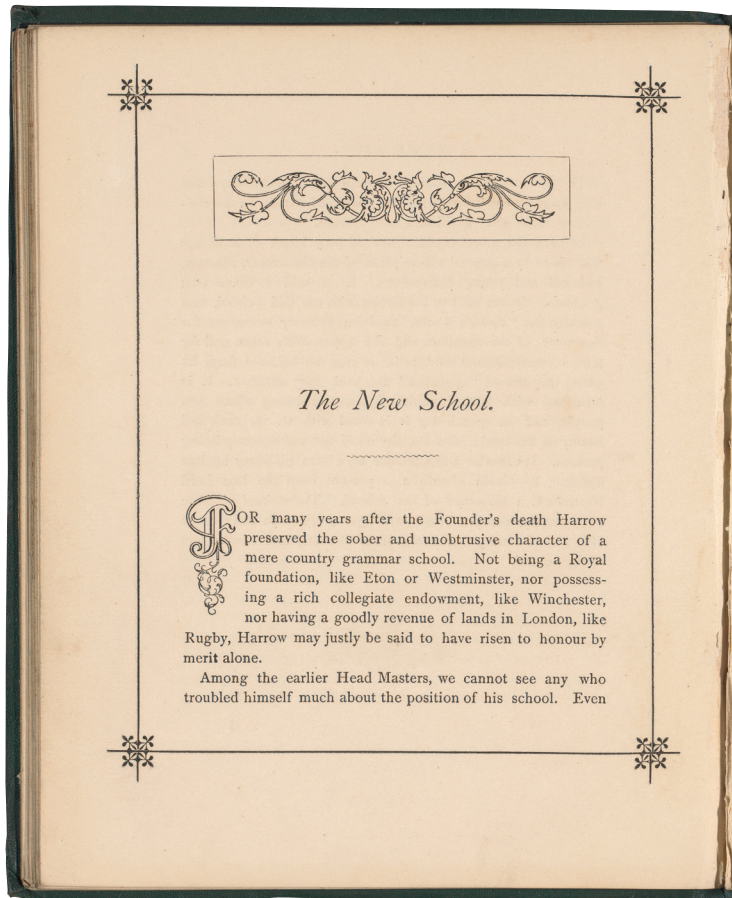 The New School.
FOR many years after the Founder's death Harrow
preserved the sober and unobtrusive character of a
mere country grammar school. Not being a Royal
foundation, like Eton or Westminster, nor possess-
ing a rich collegiate endowment, like Winchester,
nor having a goodly revenue of lands in London, like
Rugby, Harrow may justly be said to have risen to honour by
merit alone.
Among the earlier Head Masters, we cannot see any who
troubled himself much about the position of his school. Even